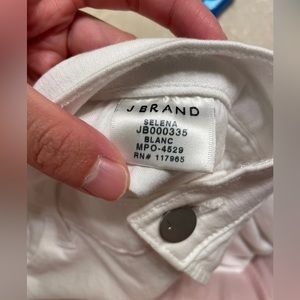 J BRAND
SELENA
JB000335
BLANC
MPO-4529
RN# 117965